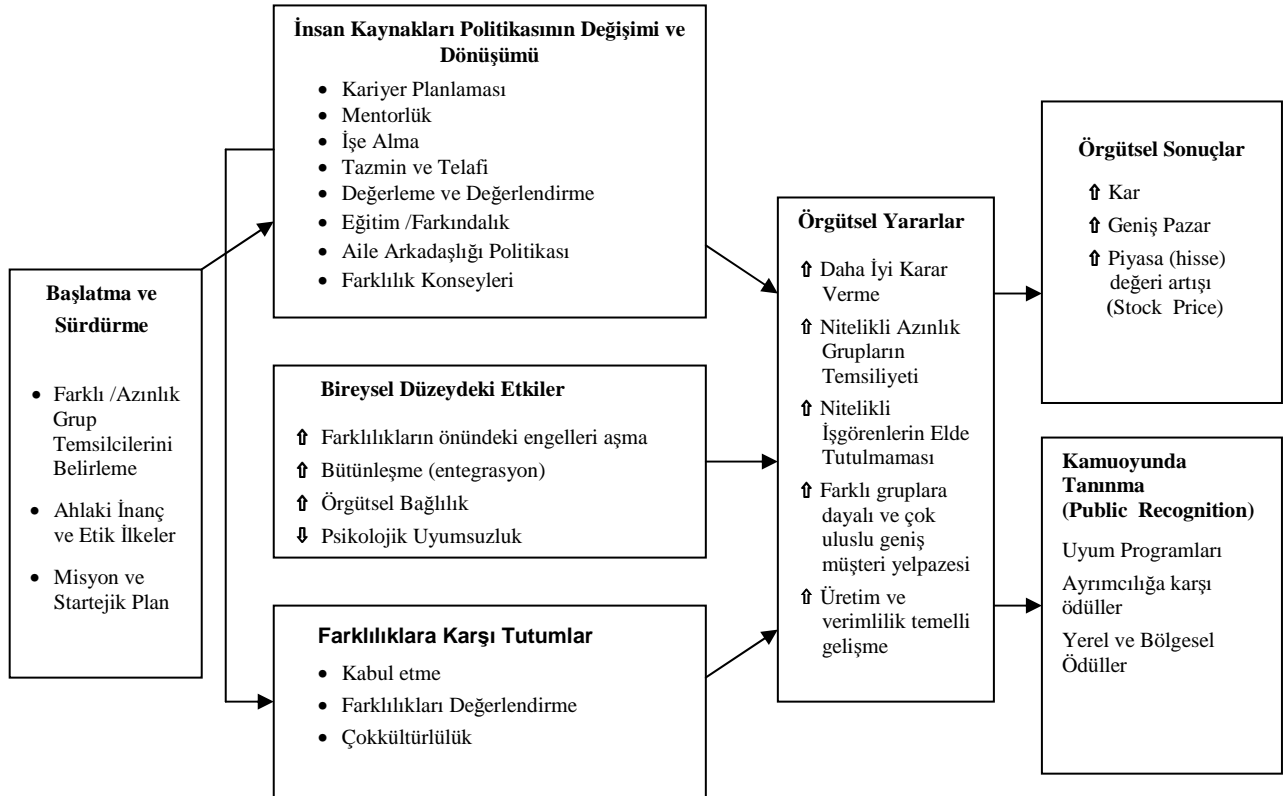 Başlatma ve
Sürdürme
• Farklı /Azınlık
Grup
Temsilcilerini
Belirleme
• Ahlaki İnanç
ve Etik İlkeler
• Misyon ve
Startejik Plan
İnsan Kaynakları Politikasının Değişimi ve
Dönüşümü
• Kariyer Planlaması
• Mentorlük
• İşe Alma
• Tazmin ve Telafi
• Değerleme ve Değerlendirme
• Eğitim /Farkındalık
• Aile Arkadaşlığı Politikası
• Farklılık Konseyleri
Bireysel Düzeydeki Etkiler
⇧ Farklılıkların önündeki engelleri aşma
⇧ Bütünleşme (entegrasyon)
⇧ Örgütsel Bağlılık
⇩ Psikolojik Uyumsuzluk
Farklılıklara Karşı Tutumlar
• Kabul etme
• Farklılıkları Değerlendirme
• Çokkültürlülük
Örgütsel Yararlar
⇧ Daha İyi Karar
Verme
⇧ Nitelikli Azınlık
Grupların
Temsiliyeti
⇧ Nitelikli
İşgörenlerin Elde
Tutulmaması
⇧ Farklı gruplara
dayalı ve çok
uluslu geniş
müşteri yelpazesi
⇧ Üretim ve
verimlilik temelli
gelişme
Örgütsel Sonuçlar
⇧ Kar
⇧ Geniş Pazar
⇧ Piyasa (hisse)
değeri artışı
(Stock Price)
Kamuoyunda
Tanınma
(Public Recognition)
Uyum Programları
Ayrımcılığa karşı
ödüller
Yerel ve Bölgesel
Ödüller